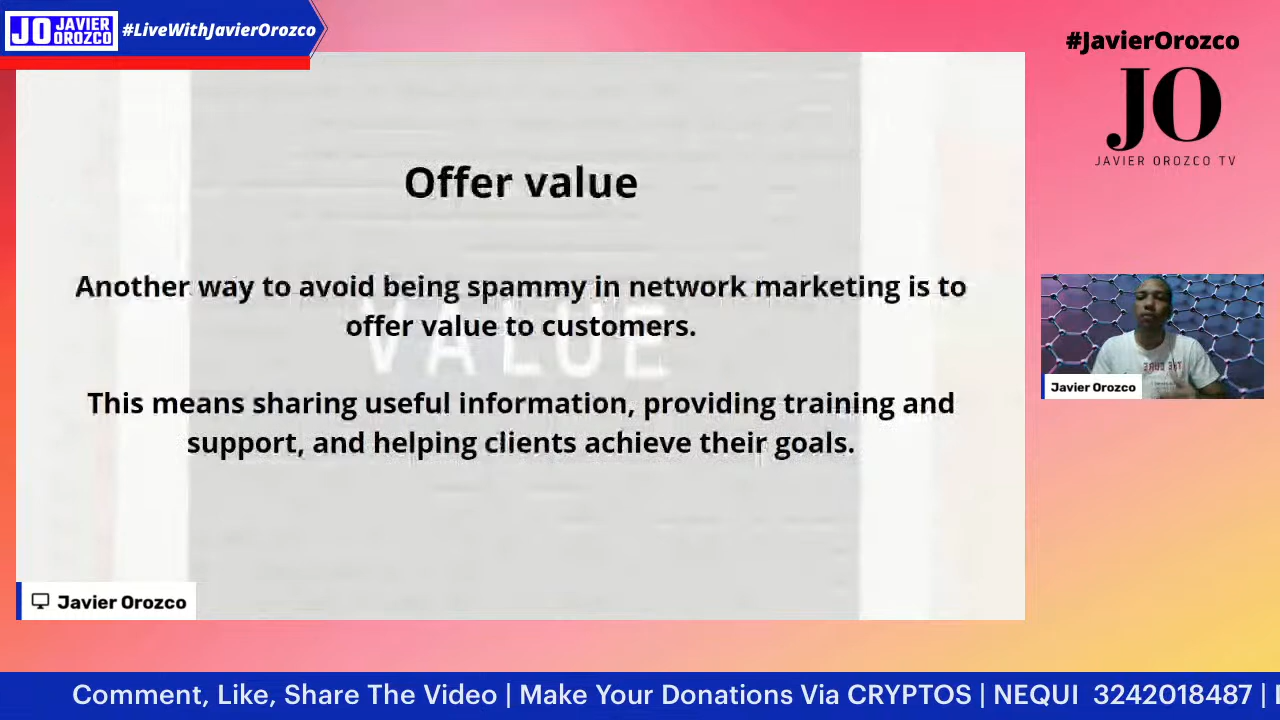 JO JAVIER OROZCO
#LiveWithJavierOrozco
#JavierOrozco
JO
JAVIER OROZCO TV
Offer value
Another way to avoid being spammy in network marketing is to
offer value to customers.
VALUE
This means sharing useful information, providing training and
support, and helping clients achieve their goals.
Javier Orozco
Javier Orozco
Comment, Like, Share The Video | Make Your Donations Via CRYPTOS | NEQUI 3242018487 |